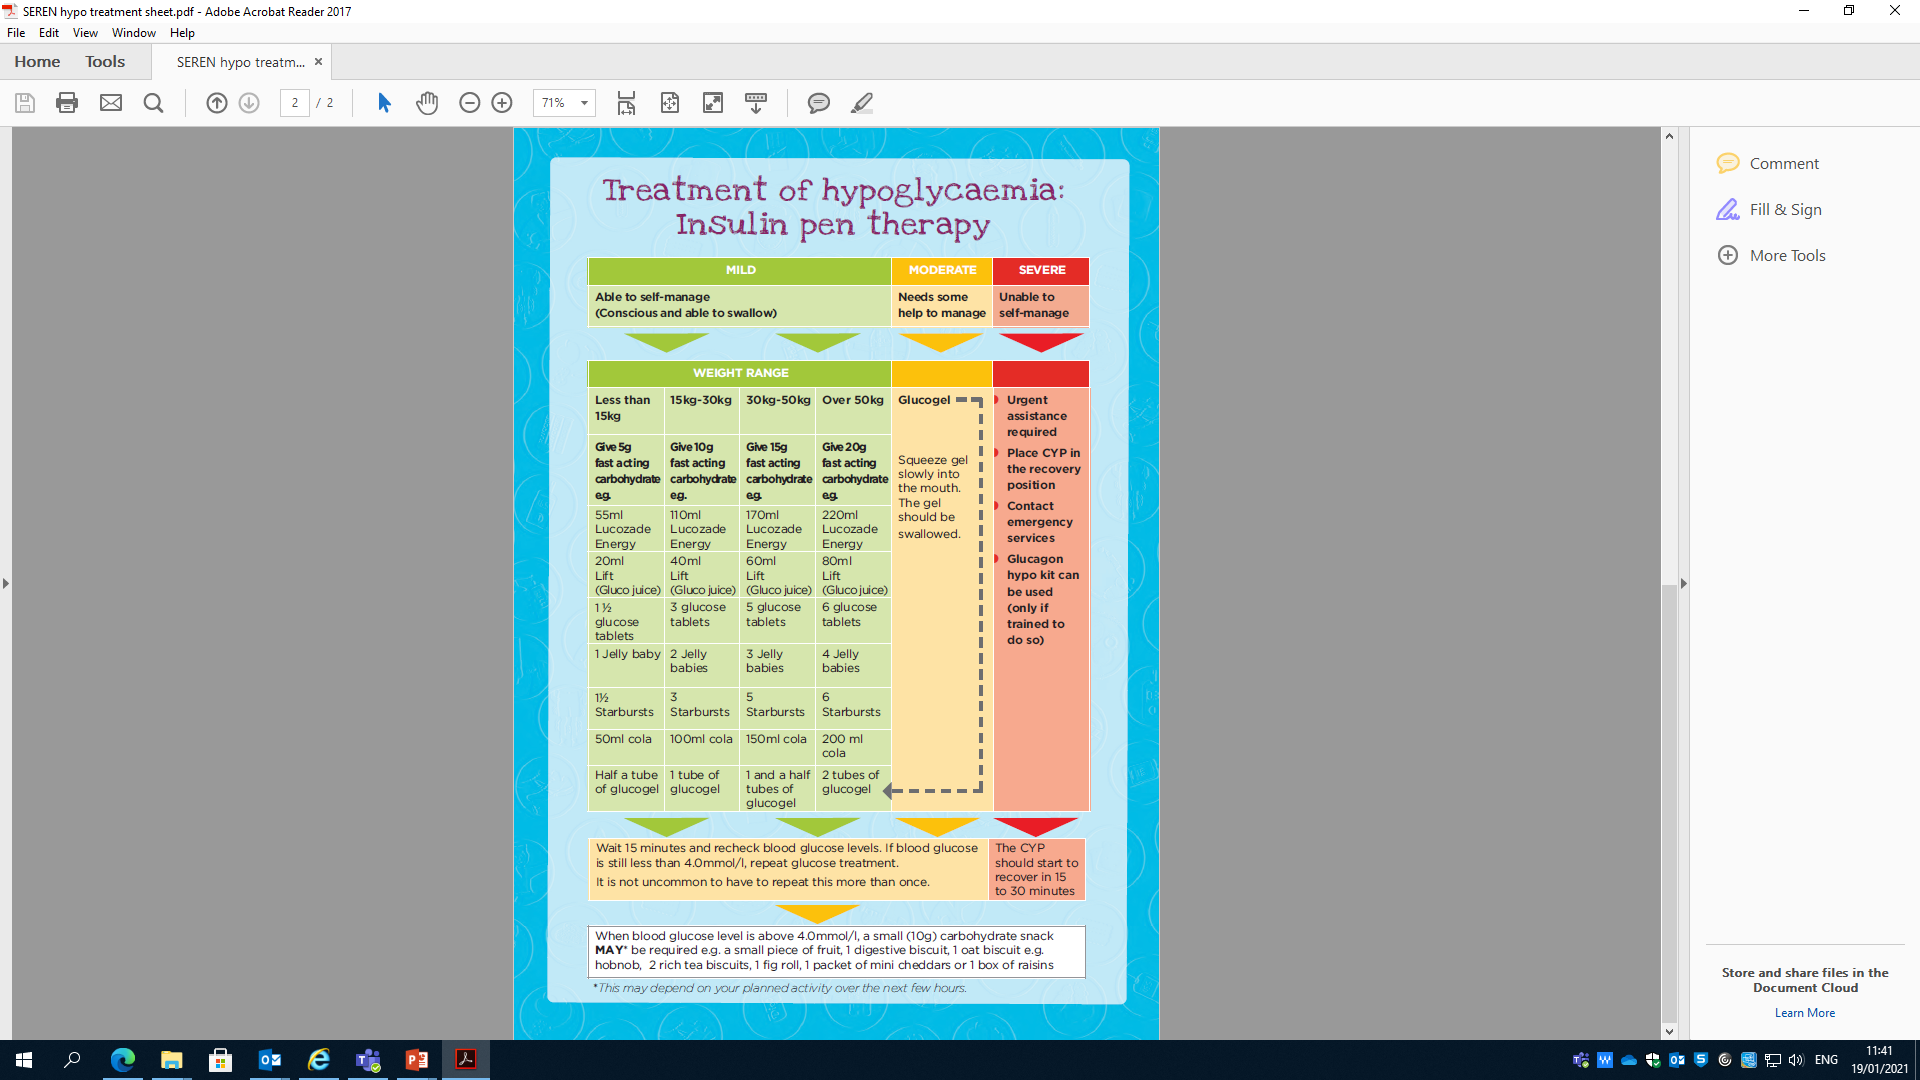 SEREN hypo treatment sheet.pdf - Adobe Acrobat Reader 2017
File Edit View Window Help
Home Tools SEREN hypo treatm... ×
2 / 2 71%
Comment
Fill & Sign
More Tools
Store and share files in the
Document Cloud
Learn More
Treatment of hypoglycaemia:
Insulin pen therapy
MILD MODERATE SEVERE
Able to self-manage
(Conscious and able to swallow)
Needs some
help to manage
Unable to
self-manage
WEIGHT RANGE
Less than
15kg
15kg-30kg
30kg-50kg
Over 50kg
Give 5g
fast acting
carbohydrate
e.g.
Give 10g
fast acting
carbohydrate
e.g.
Give 15g
fast acting
carbohydrate
e.g.
Give 20g
fast acting
carbohydrate
e.g.
55ml
Lucozade
Energy
110ml
Lucozade
Energy
170ml
Lucozade
Energy
220ml
Lucozade
Energy
20ml
Lift
(Gluco juice)
40ml
Lift
(Gluco juice)
60ml
Lift
(Gluco juice)
80ml
Lift
(Gluco juice)
1 ½
glucose
tablets
3 glucose
tablets
5 glucose
tablets
6 glucose
tablets
1 Jelly baby
2 Jelly
babies
3 Jelly
babies
4 Jelly
babies
1½
Starbursts
3
Starbursts
5
Starbursts
6
Starbursts
50ml cola
100ml cola
150ml cola
200 ml
cola
Half a tube
of glucogel
1 tube of
glucogel
1 and a half
tubes of
glucogel
2 tubes of
glucogel
Glucogel
Squeeze gel
slowly into
the mouth.
The gel
should be
swallowed.
Urgent
assistance
required
Place CYP in
the recovery
position
Contact
emergency
services
Glucagon
hypo kit can
be used
(only if
trained to
do so)
Wait 15 minutes and recheck blood glucose levels. If blood glucose
is still less than 4.0mmol/l, repeat glucose treatment.
It is not uncommon to have to repeat this more than once.
The CYP
should start to
recover in 15
to 30 minutes
When blood glucose level is above 4.0mmol/l, a small (10g) carbohydrate snack
MAY* be required e.g. a small piece of fruit, 1 digestive biscuit, 1 oat biscuit e.g.
hobnob, 2 rich tea biscuits, 1 fig roll, 1 packet of mini cheddars or 1 box of raisins
*This may depend on your planned activity over the next few hours.
ENG
11:41
19/01/2021